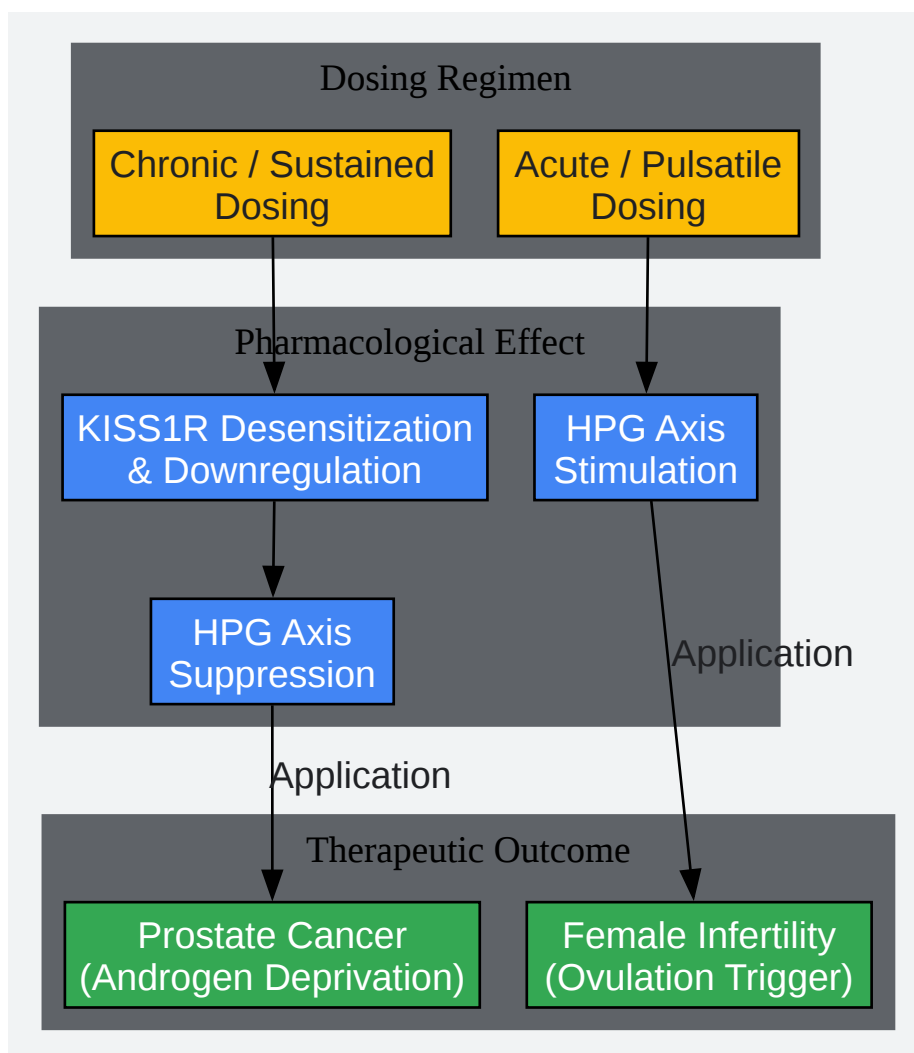 Dosing Regimen
Chronic / Sustained
Dosing
Acute / Pulsatile
Dosing
Pharmacological Effect
KISS1R Desensitization
& Downregulation
HPG Axis
Stimulation
HPG Axis
Suppression
Application
Application
Therapeutic Outcome
Prostate Cancer
(Androgen Deprivation)
Female Infertility
(Ovulation Trigger)